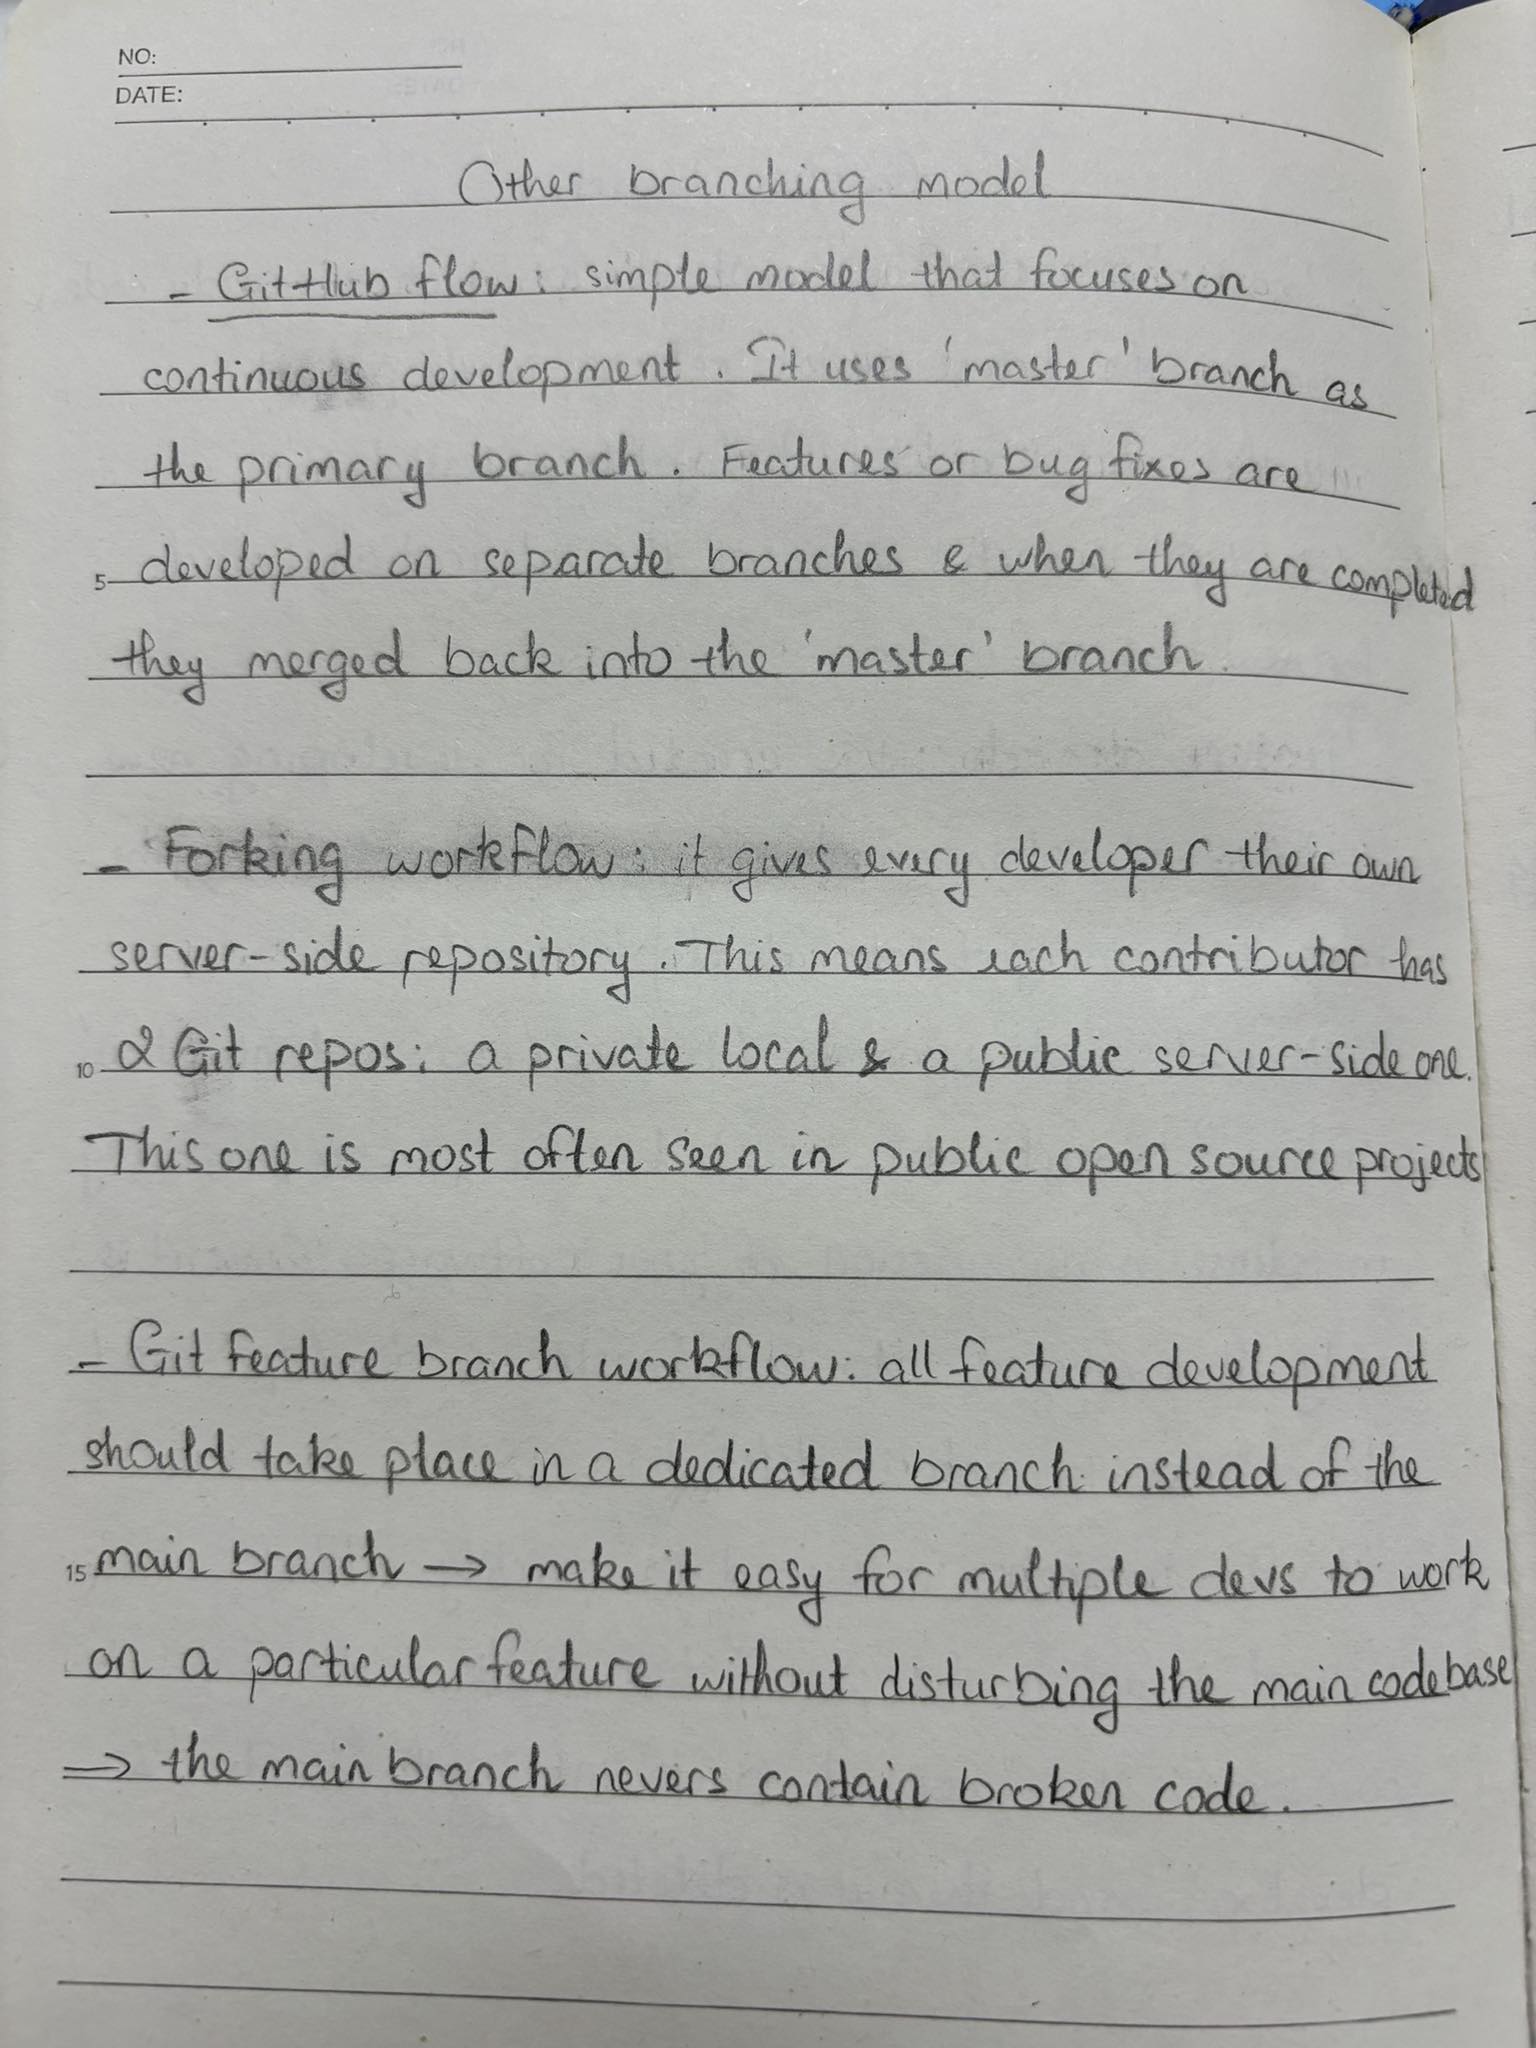 NO:
DATE:
Other branching model
- GitHub flow: simple model that focuses on
continuous development. It uses 'master' branch as
the primary branch. Features or bug fixes are
5 developed on separate branches & when they are completed
they merged back into the 'master' branch.
- Forking workflow: it gives every developer their own
server-side repository. This means each contributor has
10 2 Git repos: a private local & a public server-side one.
This one is most often seen in public open source projects
- Git feature branch workflow: all feature development
should take place in a dedicated branch instead of the
15 main branch → make it easy for multiple devs to work
on a particular feature without disturbing the main codebase
⇒ the main branch nevers contain broken code.